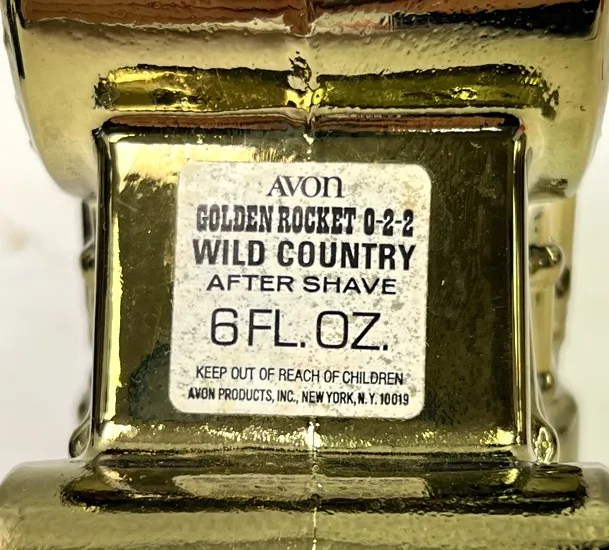 AVON
GOLDEN ROCKET 0-2-2
WILD COUNTRY
AFTER SHAVE
6 FL. OZ.
KEEP OUT OF REACH OF CHILDREN
AVON PRODUCTS, INC., NEW YORK, N.Y. 10019